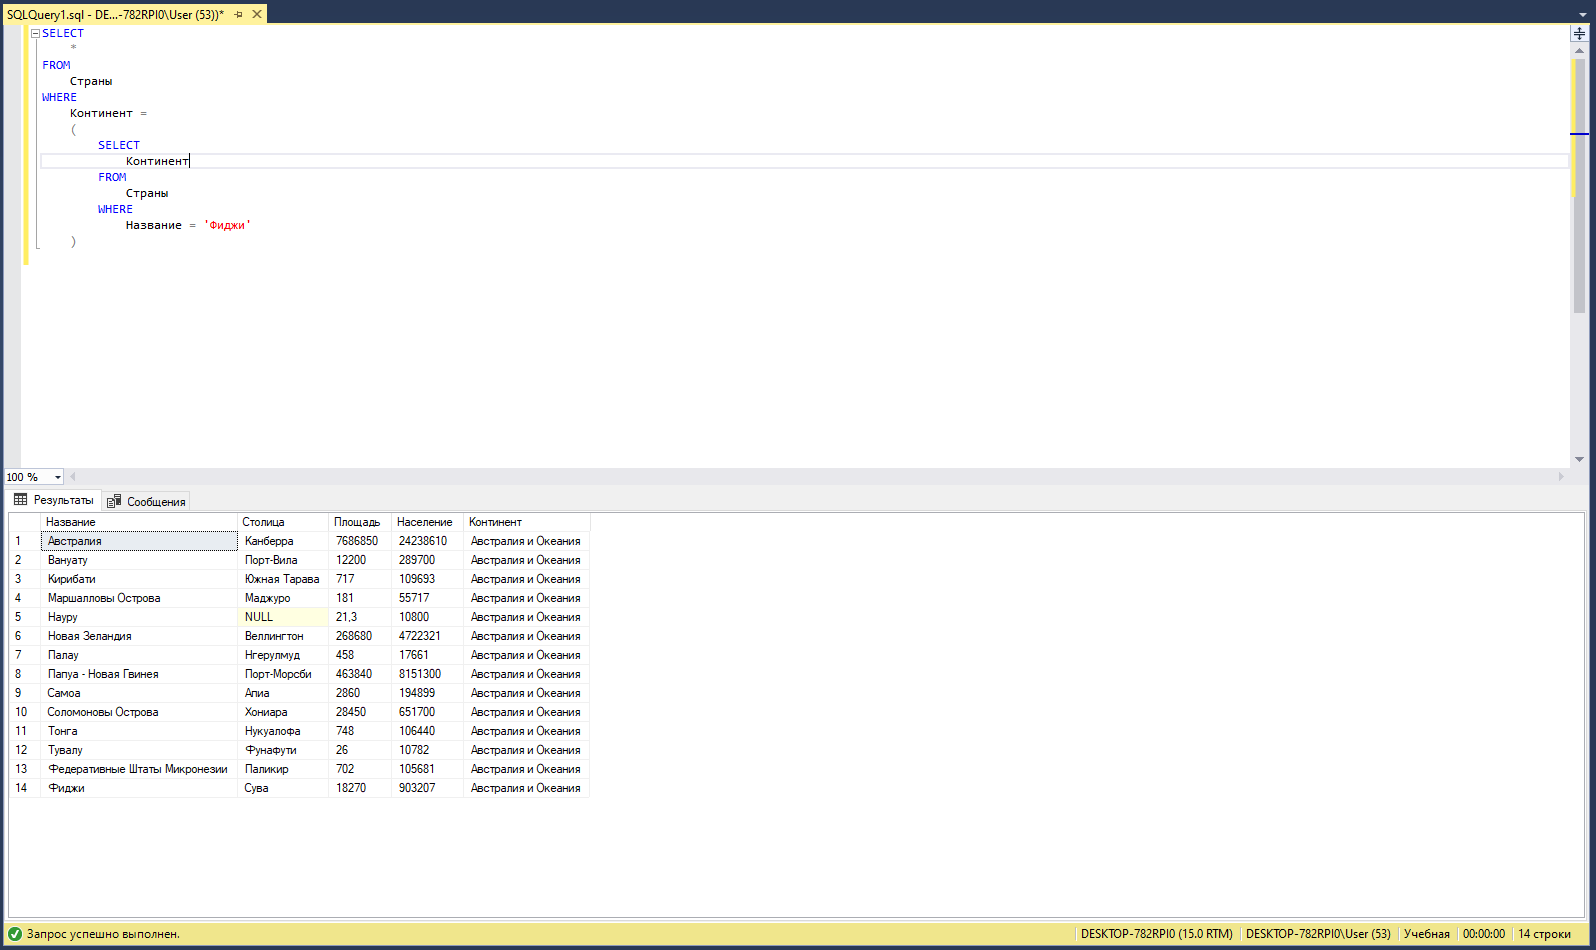 SQLQuery1.sql - DE...-782RPI0\User (53))*
SELECT
*
FROM
Страны
WHERE
Континент =
(
SELECT
Континент
FROM
Страны
WHERE
Название = 'Фиджи'
)
100 %
Результаты Сообщения
Название Столица Площадь Население Континент
1 Австралия Канберра 7686850 24238610 Австралия и Океания
2 Вануату Порт-Вила 12200 289700 Австралия и Океания
3 Кирибати Южная Тарава 717 109693 Австралия и Океания
4 Маршалловы Острова Маджуро 181 55717 Австралия и Океания
5 Науру NULL 21,3 10800 Австралия и Океания
6 Новая Зеландия Веллингтон 268680 4722321 Австралия и Океания
7 Палау Нгерулмуд 458 17661 Австралия и Океания
8 Папуа - Новая Гвинея Порт-Морсби 463840 8151300 Австралия и Океания
9 Самоа Апиа 2860 194899 Австралия и Океания
10 Соломоновы Острова Хониара 28450 651700 Австралия и Океания
11 Тонга Нукуалофа 748 106440 Австралия и Океания
12 Тувалу Фунафути 26 10782 Австралия и Океания
13 Федеративные Штаты Микронезии Паликир 702 105681 Австралия и Океания
14 Фиджи Сува 18270 903207 Австралия и Океания
Запрос успешно выполнен. DESKTOP-782RPI0 (15.0 RTM) DESKTOP-782RPI0\User (53) Учебная 00:00:00 14 строки